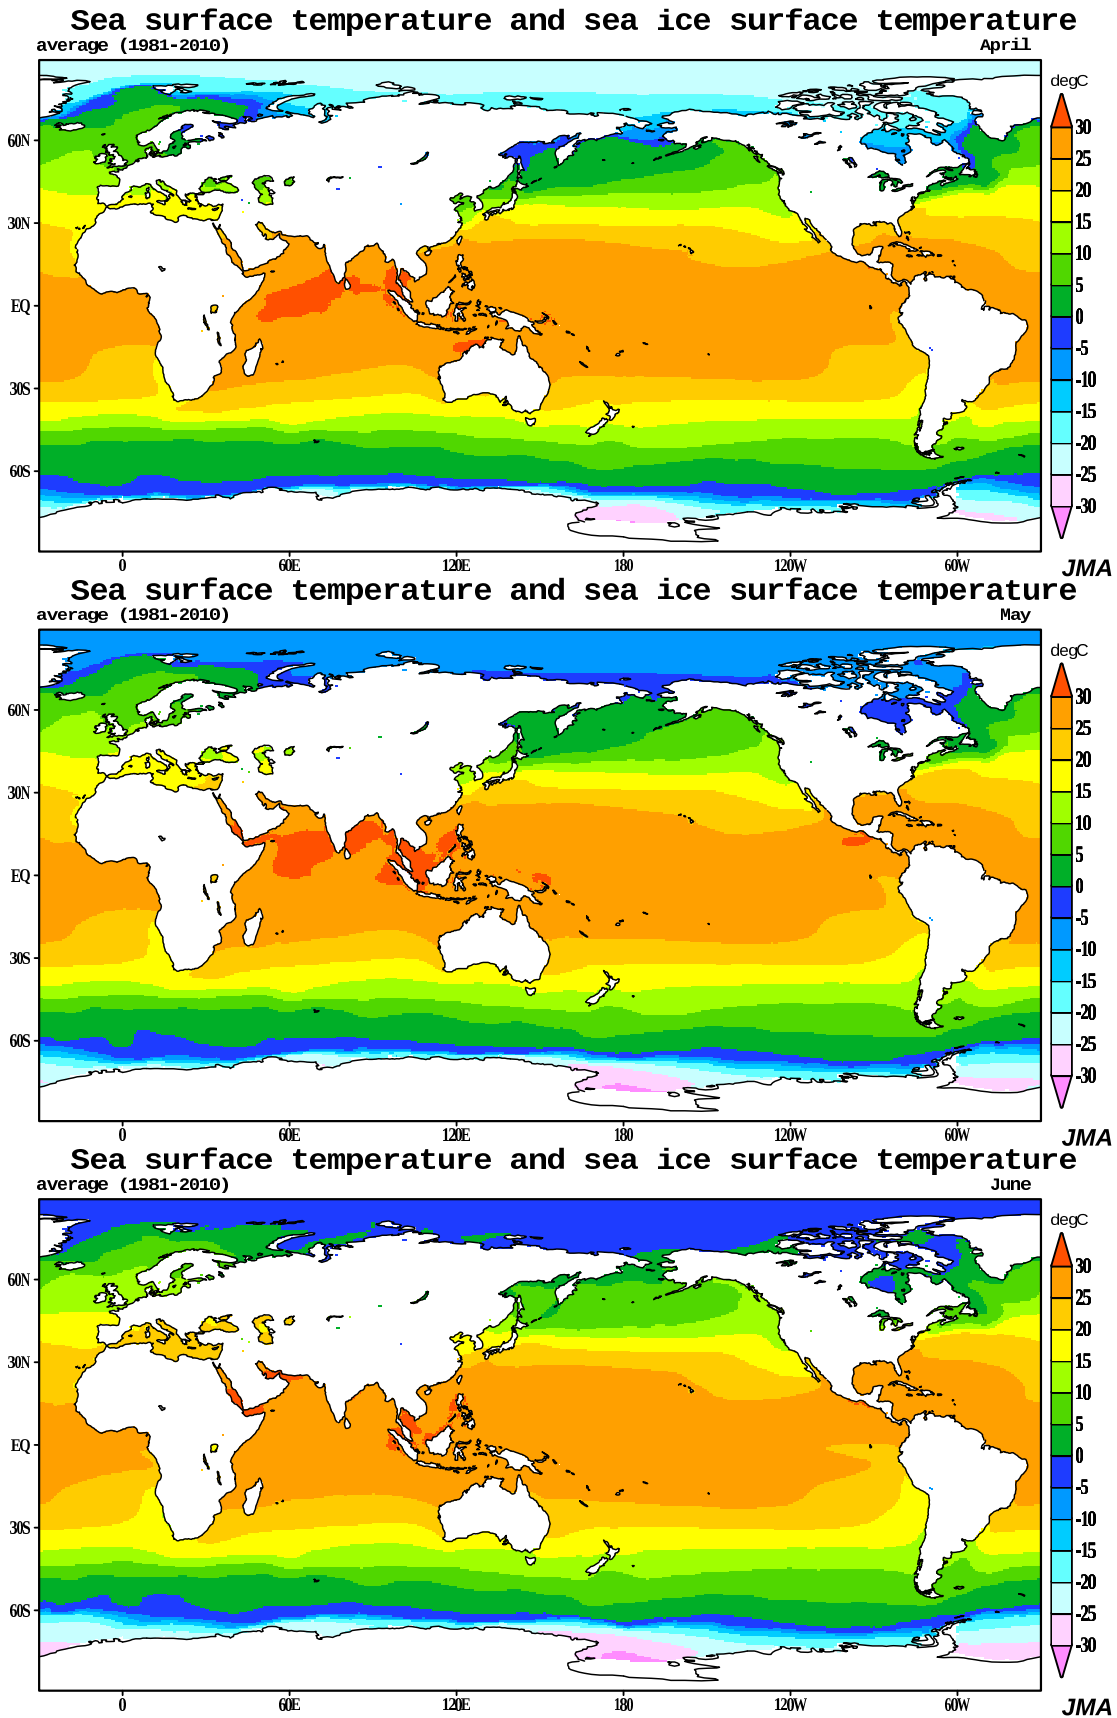 Sea surface temperature and sea ice surface temperature
average (1981-2010) April
degC
30
25
20
15
10
5
0
-5
-10
-15
-20
-25
-30
60N
30N
EQ
30S
60S
0 60E 120E 180 120W 60W
JMA
Sea surface temperature and sea ice surface temperature
average (1981-2010) May
degC
30
25
20
15
10
5
0
-5
-10
-15
-20
-25
-30
60N
30N
EQ
30S
60S
0 60E 120E 180 120W 60W
JMA
Sea surface temperature and sea ice surface temperature
average (1981-2010) June
degC
30
25
20
15
10
5
0
-5
-10
-15
-20
-25
-30
60N
30N
EQ
30S
60S
0 60E 120E 180 120W 60W
JMA